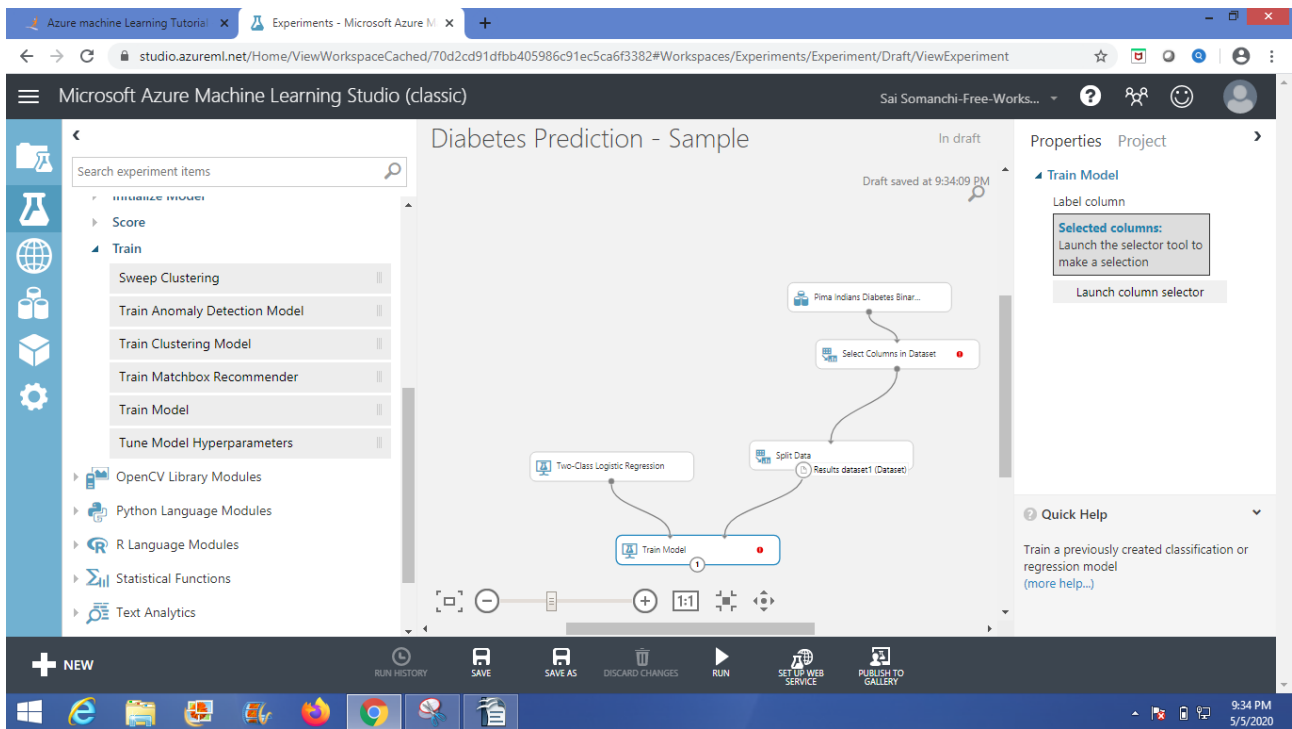 Azure machine Learning Tutorial
Experiments - Microsoft Azure M
studio.azureml.net/Home/ViewWorkspaceCached/70d2cd91dfbb405986c91ec5ca6f3382#Workspaces/Experiments/Experiment/Draft/ViewExperiment
Microsoft Azure Machine Learning Studio (classic)
Sai Somanchi-Free-Works...
Search experiment items
Initialize Model
Score
Train
Sweep Clustering
Train Anomaly Detection Model
Train Clustering Model
Train Matchbox Recommender
Train Model
Tune Model Hyperparameters
OpenCV Library Modules
Python Language Modules
R Language Modules
Statistical Functions
Text Analytics
Diabetes Prediction - Sample
In draft
Draft saved at 9:34:09 PM
Pima Indians Diabetes Binar...
Select Columns in Dataset
Split Data
Results dataset1 (Dataset)
Two-Class Logistic Regression
Train Model
1
1:1
Properties Project
Train Model
Label column
Selected columns:
Launch the selector tool to
make a selection
Launch column selector
Quick Help
Train a previously created classification or
regression model
(more help...)
NEW
RUN HISTORY
SAVE
SAVE AS
DISCARD CHANGES
RUN
SET UP WEB
SERVICE
PUBLISH TO
GALLERY
9:34 PM
5/5/2020